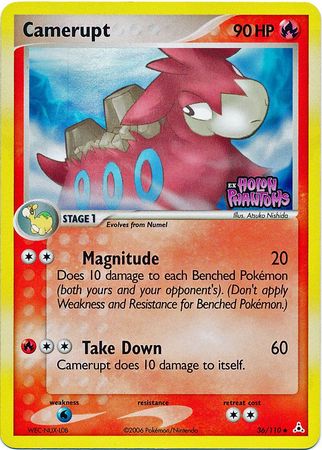 Camerupt 90 HP
EX
HOLON
PHANTOMS
Illus. Atsuko Nishida
STAGE 1
Evolves from Numel
Magnitude 20
Does 10 damage to each Benched Pokémon
(both yours and your opponent's). (Don't apply
Weakness and Resistance for Benched Pokémon.)
Take Down 60
Camerupt does 10 damage to itself.
weakness resistance retreat cost
WEC-NUX-L08 ©2006 Pokémon/Nintendo 36/110 ★